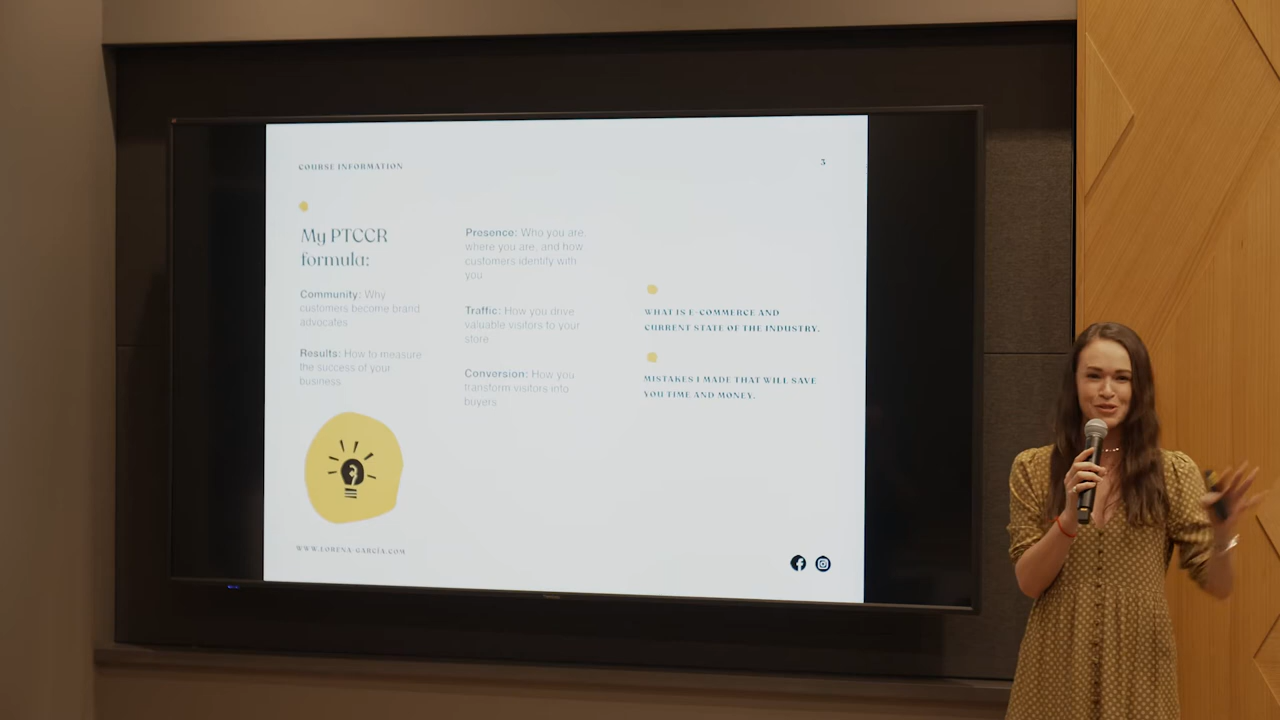 COURSE INFORMATION
3
My PTCCR
formula:
Community: Why
customers become brand
advocates
Results: How to measure
the success of your
business
Presence: Who you are,
where you are, and how
customers identify with
you
Traffic: How you drive
valuable visitors to your
store
Conversion: How you
transform visitors into
buyers
WHAT IS E-COMMERCE AND
CURRENT STATE OF THE INDUSTRY.
MISTAKES I MADE THAT WILL SAVE
YOU TIME AND MONEY.
WWW.LORENA-GARCIA.COM